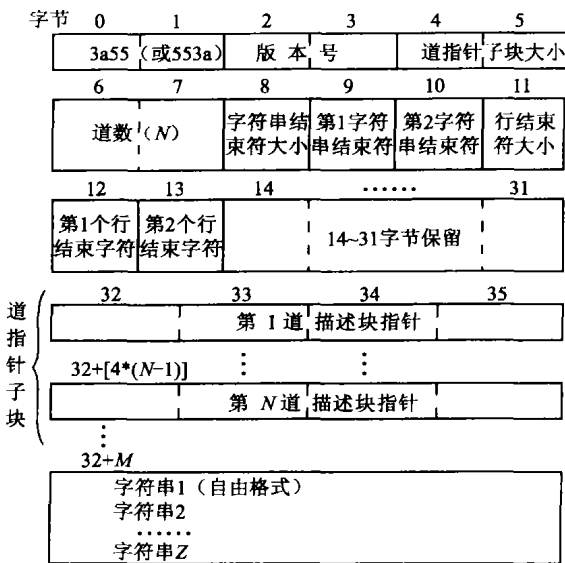 字节 0 1 2 3 4 5
3a55（或553a） 版本号 道指针子块大小
6 7 8 9 10 11
道数（N） 字符串结束符大小 第1字符串结束符 第2字符串结束符 行结束符大小
12 13 14 …… 31
第1个行结束字符 第2个行结束字符 14~31字节保留
道指针子块
32 33 34 35
第 1 道 描述块指针
32+[4*(N-1)]
第 N道 描述块指针
32+M
字符串1（自由格式）
字符串2
……
字符串Z